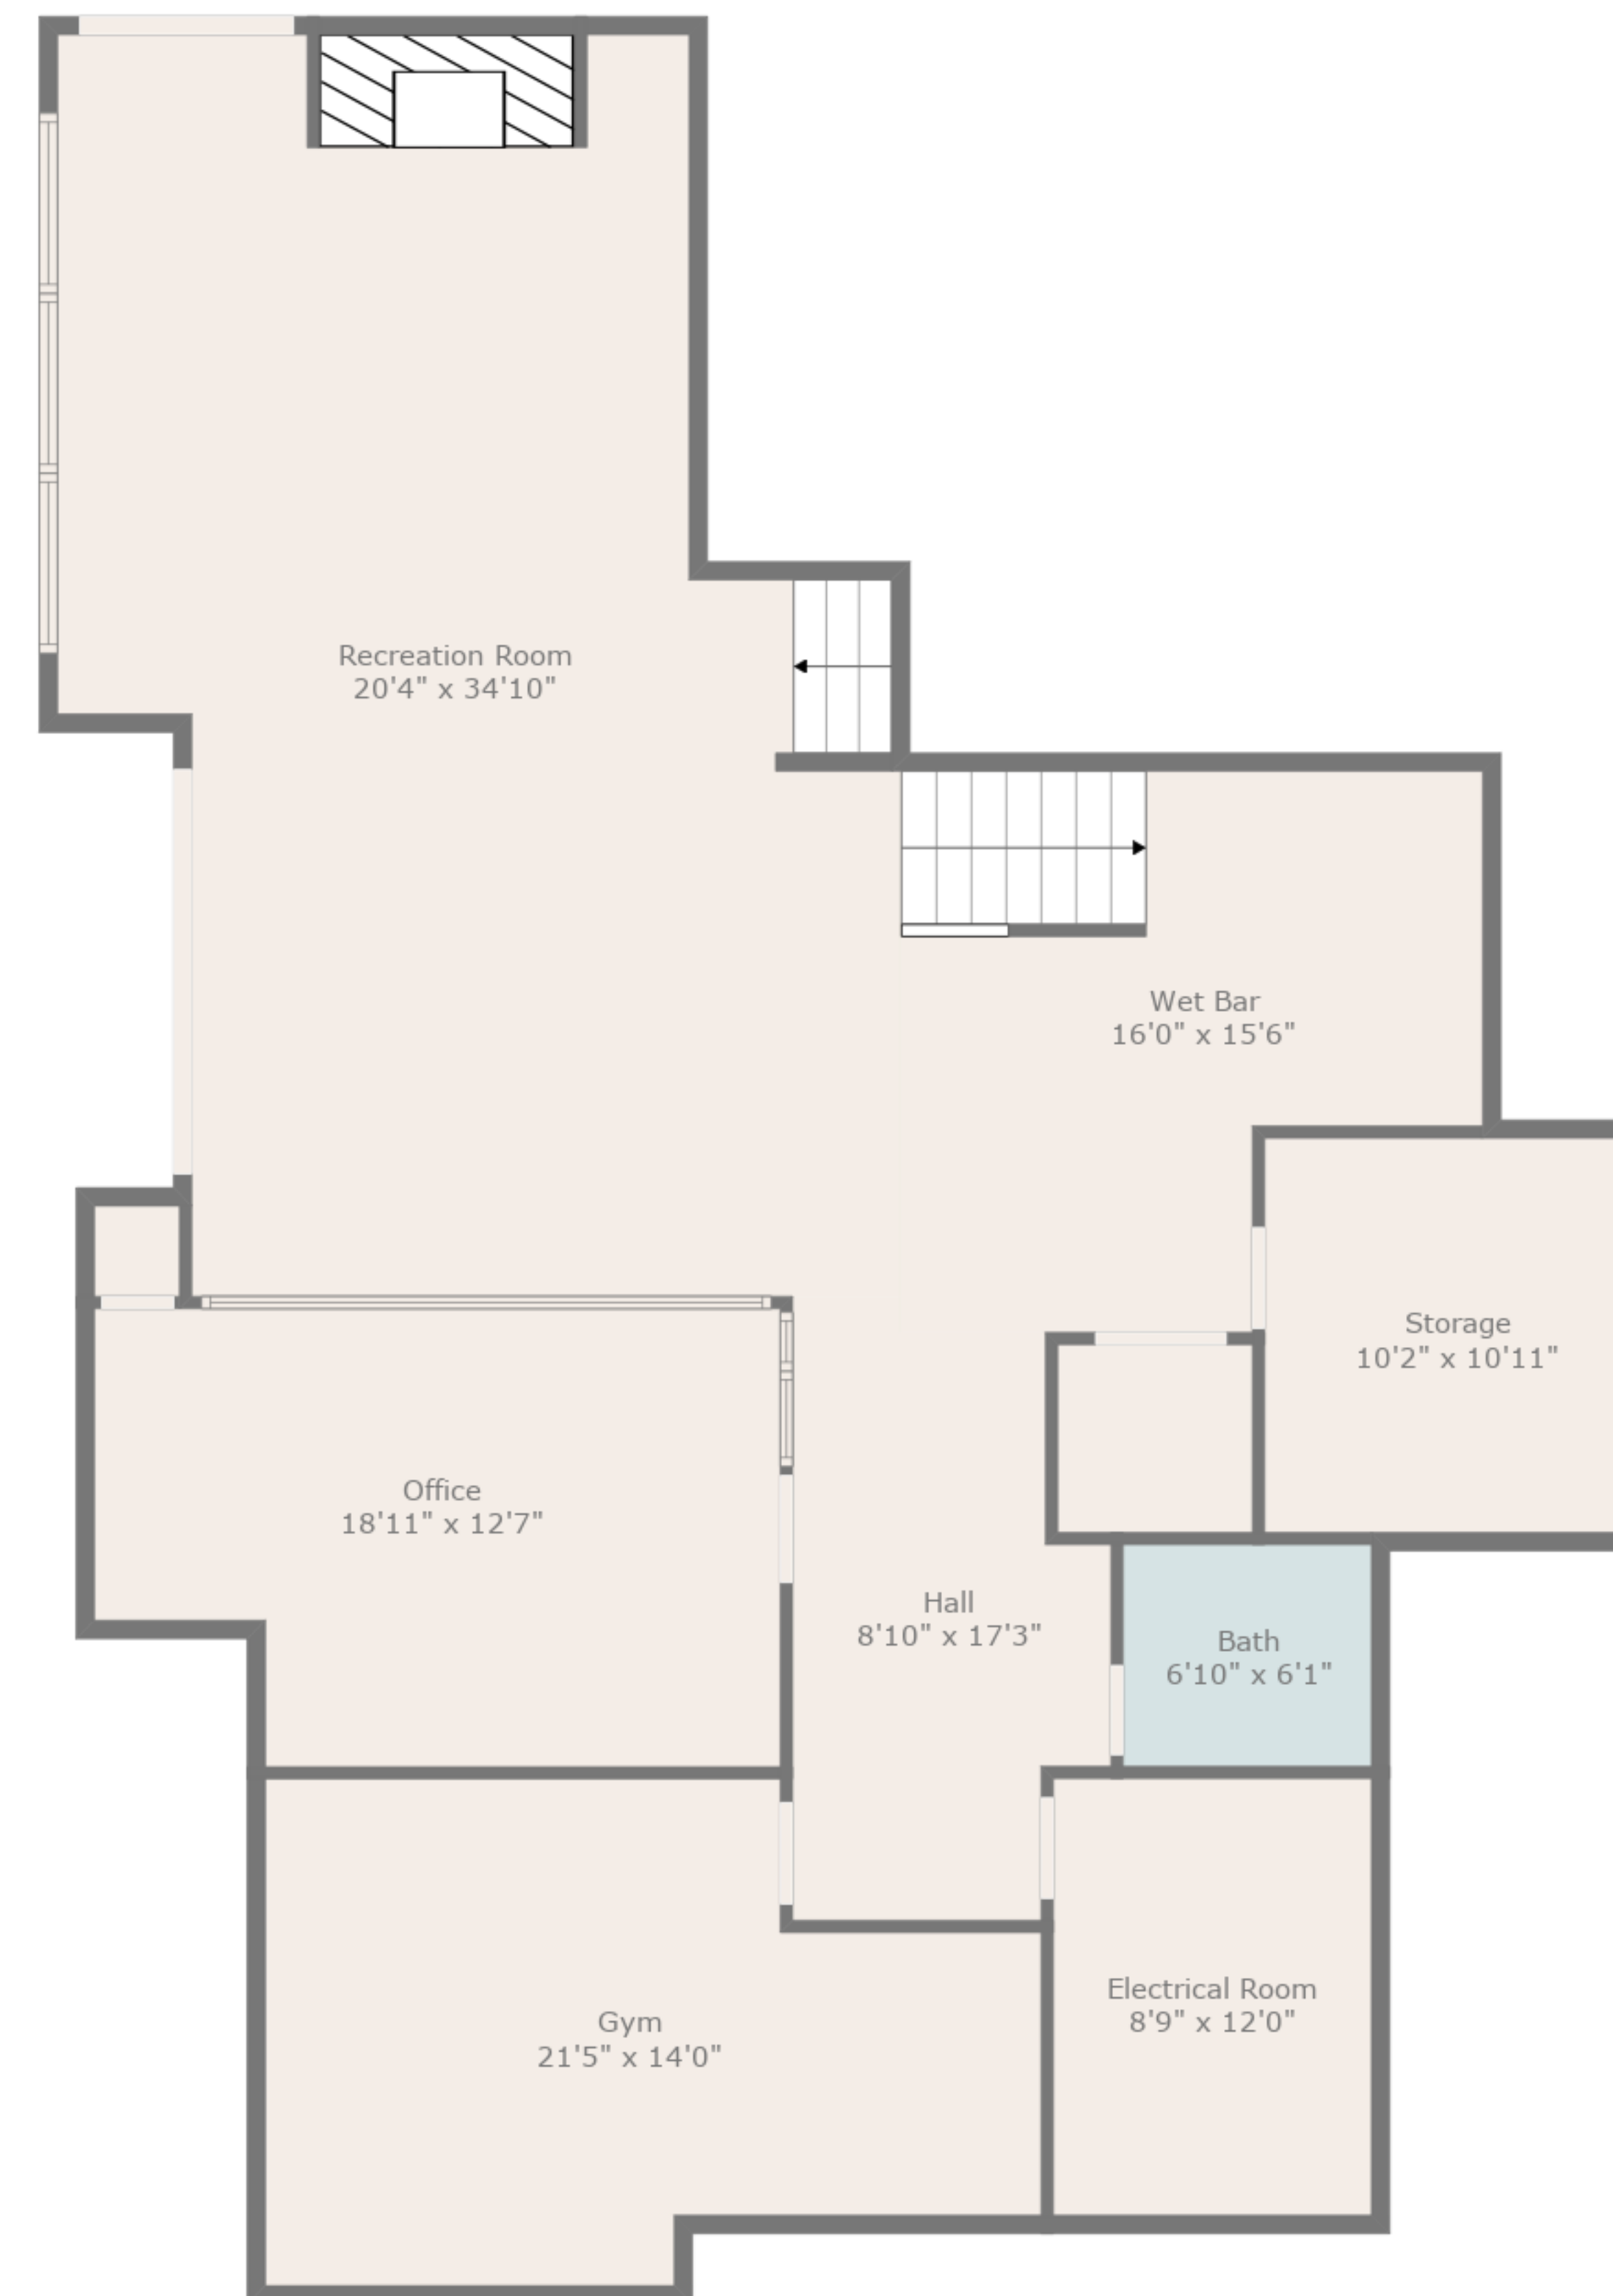 Recreation Room
20'4" x 34'10"
Wet Bar
16'0" x 15'6"
Storage
10'2" x 10'11"
Office
18'11" x 12'7"
Hall
8'10" x 17'3"
Bath
6'10" x 6'1"
Electrical Room
8'9" x 12'0"
Gym
21'5" x 14'0"